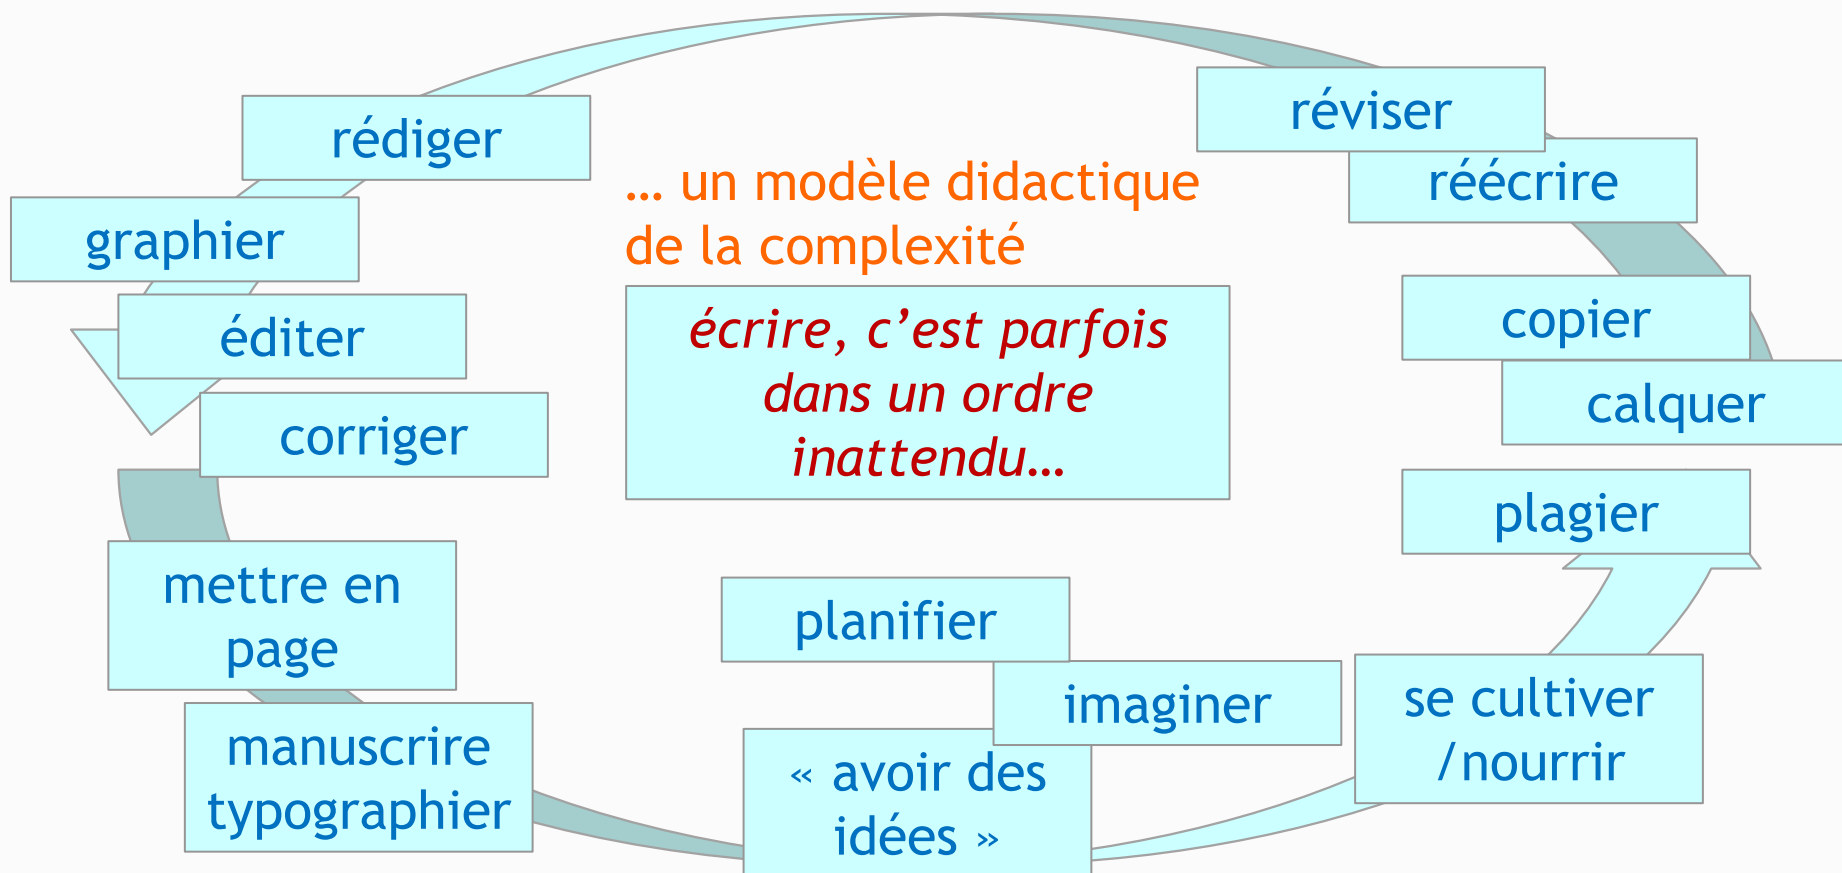 réviser
rédiger
réécrire
… un modèle didactique
de la complexité
graphier
éditer
corriger
écrire, c’est parfois
dans un ordre
inattendu…
copier
calquer
plagier
mettre en
page
planifier
imaginer
se cultiver
/nourrir
manuscrire
typographier
« avoir des
idées »